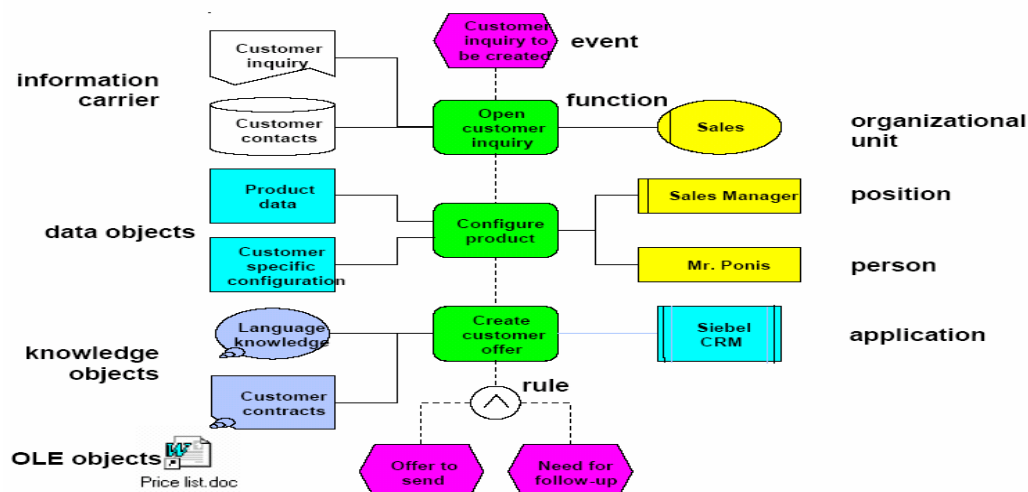 Customer
inquiry to
be created
event
Customer
inquiry
information
carrier
function
Customer
contacts
Open
customer
inquiry
Sales
organizational
unit
Product
data
Sales Manager
position
data objects
Configure
product
Customer
specific
configuration
Mr. Ponis
person
Language
knowledge
Create
customer
offer
Siebel
CRM
application
knowledge
objects
Customer
contracts
rule
OLE objects
W
Price list.doc
Offer to
send
Need for
follow-up